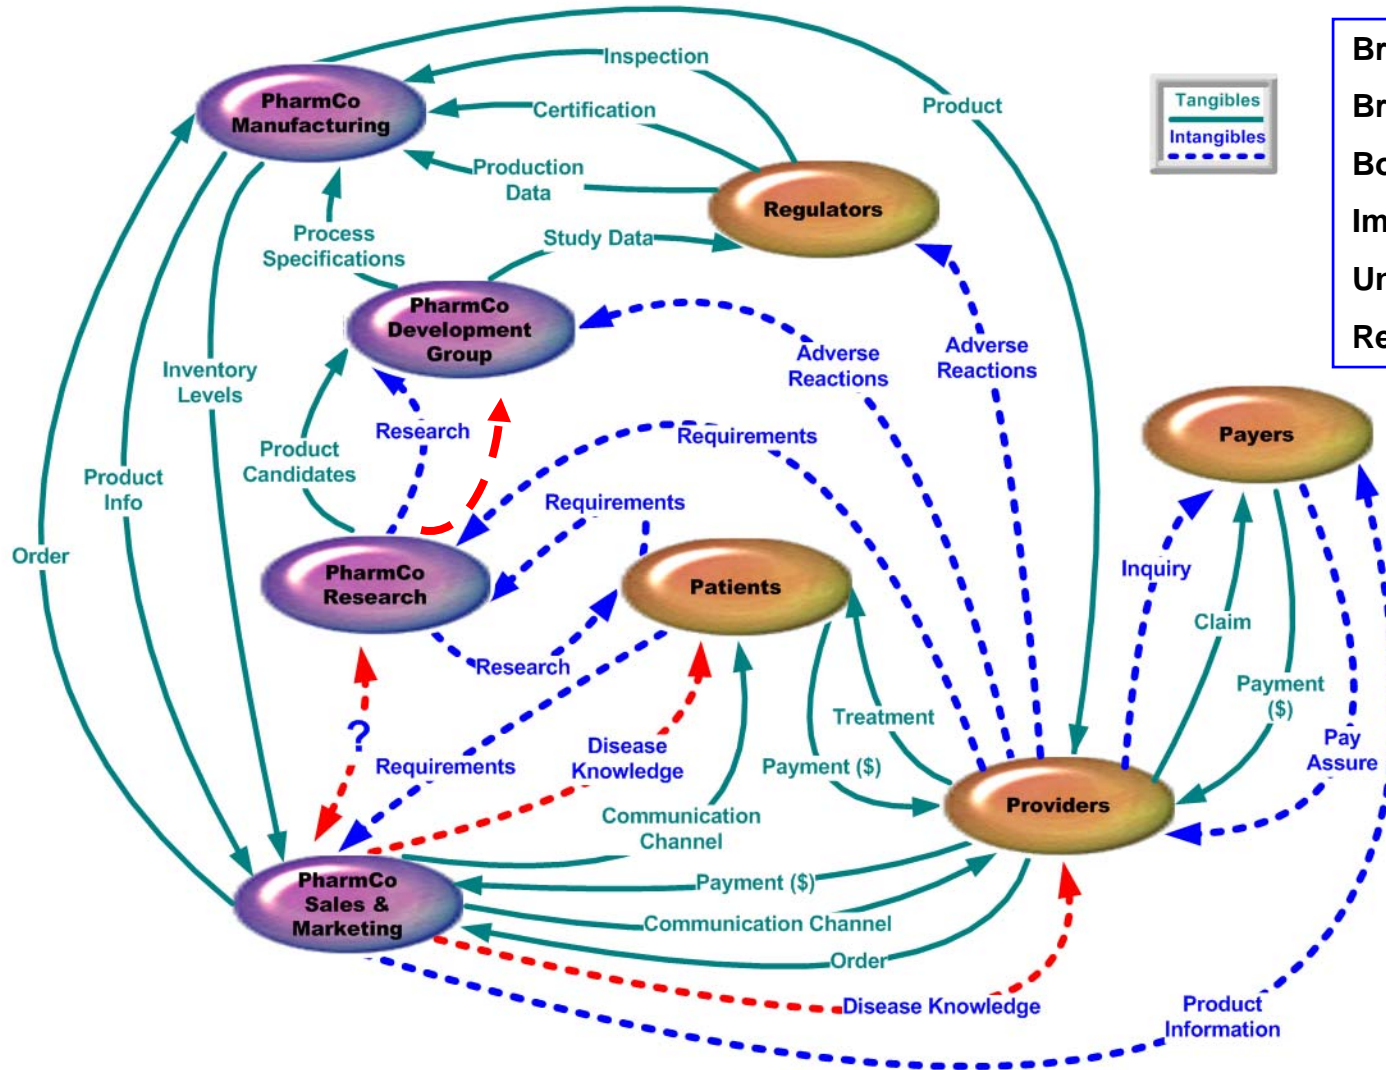 Inspection
PharmCo
Manufacturing
Certification
Product
Production
Data
Regulators
Process
Specifications
Study Data
Tangibles
Intangibles
PharmCo
Development
Group
Adverse
Reactions
Adverse
Reactions
Inventory
Levels
Research
Requirements
Payers
Product
Candidates
Product
Info
Requirements
Order
PharmCo
Research
Patients
Inquiry
Claim
Research
Payment
($)
Treatment
?
Disease
Knowledge
Requirements
Payment ($)
Pay
Assure
Providers
Communication
Channel
PharmCo
Sales &
Marketing
Payment ($)
Communication Channel
Order
Disease Knowledge
Product
Information